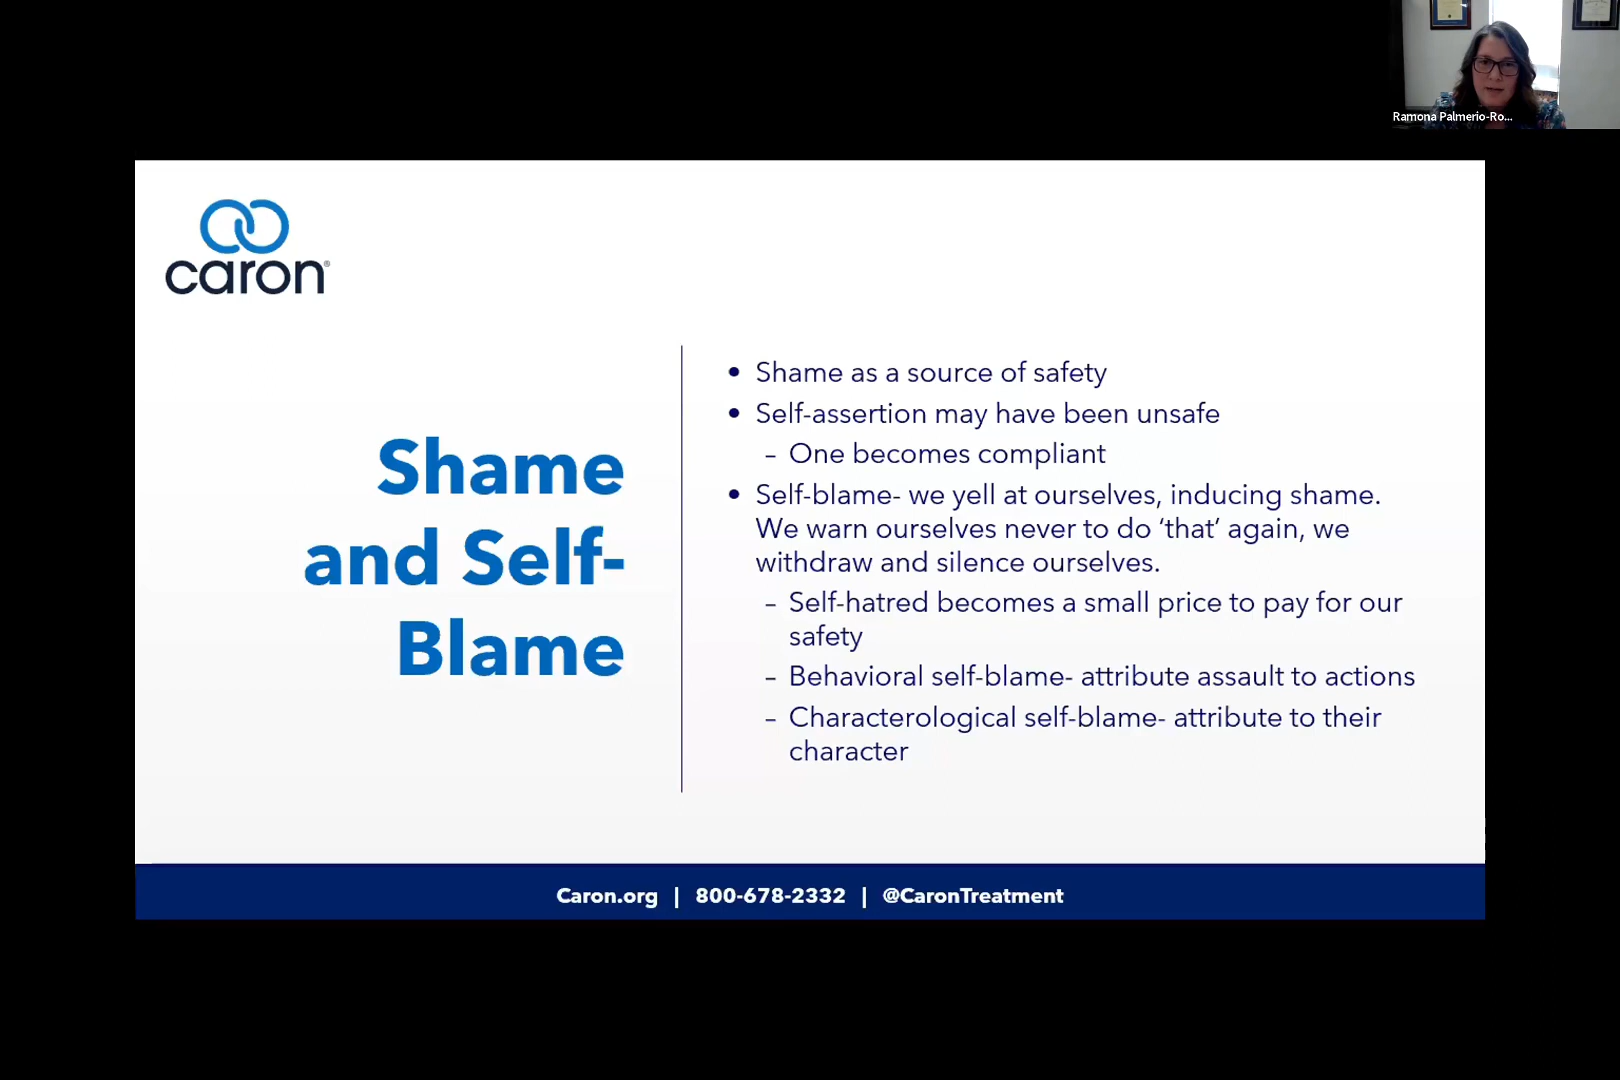 Ramona Palmerio-Ro...
caron®
Shame
and Self-
Blame
• Shame as a source of safety
• Self-assertion may have been unsafe
– One becomes compliant
• Self-blame- we yell at ourselves, inducing shame.
We warn ourselves never to do ‘that’ again, we
withdraw and silence ourselves.
– Self-hatred becomes a small price to pay for our
safety
– Behavioral self-blame- attribute assault to actions
– Characterological self-blame- attribute to their
character
Caron.org | 800-678-2332 | @CaronTreatment